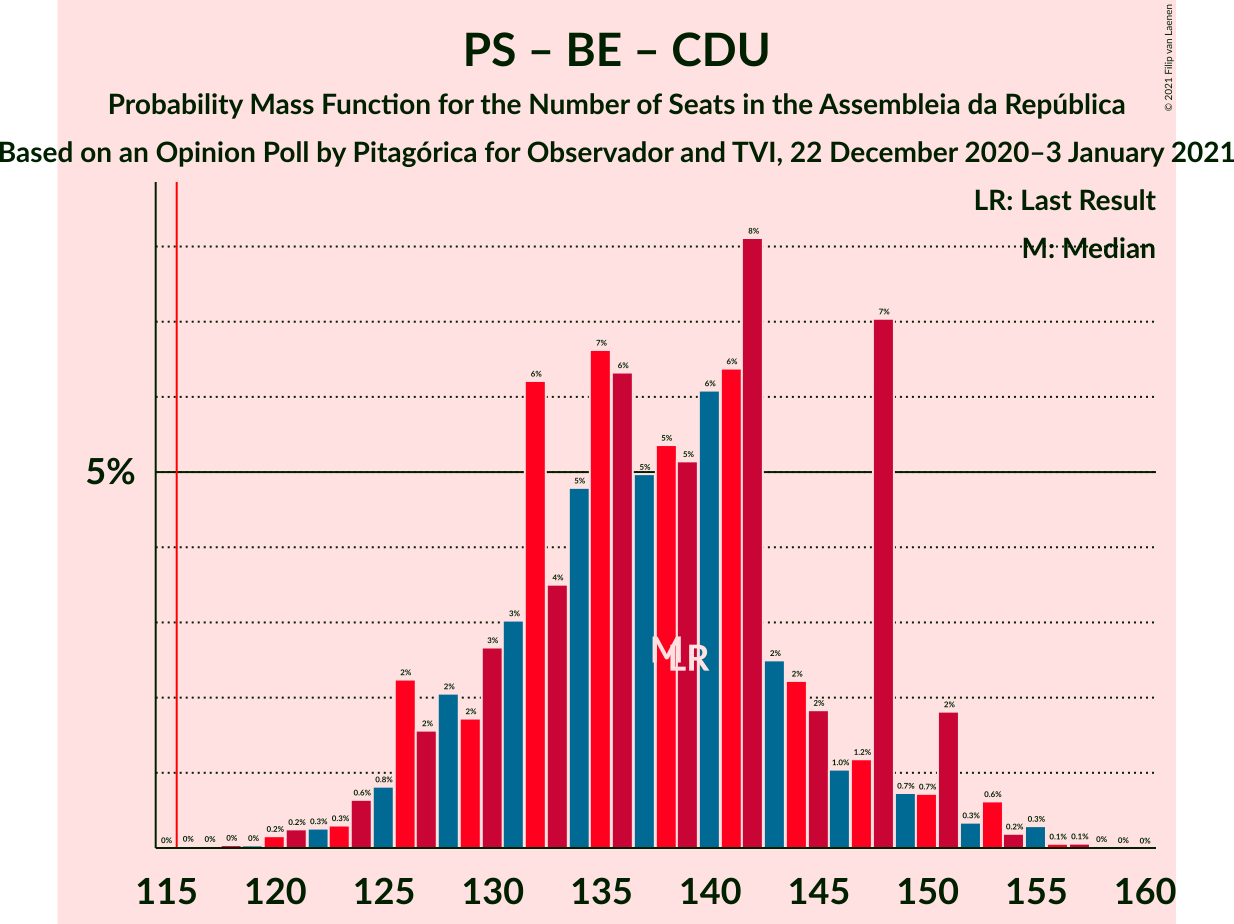 PS – BE – CDU
© 2021 Filip van Laenen
Probability Mass Function for the Number of Seats in the Assembleia da República
Based on an Opinion Poll by Pitagórica for Observador and TVI, 22 December 2020–3 January 2021
LR: Last Result
M: Median
5%
0% 0% 0% 0% 0% 0.2% 0.2% 0.3% 0.3% 0.6% 0.8% 2% 2% 2% 2% 3% 3% 6% 4% 5% 7% 6% 5% 5% 5% 6% 6% 8% 2% 2% 2% 1.0% 1.2% 7% 0.7% 0.7% 2% 0.3% 0.6% 0.2% 0.3% 0.1% 0.1% 0% 0% 0%
M LR
115 120 125 130 135 140 145 150 155 160